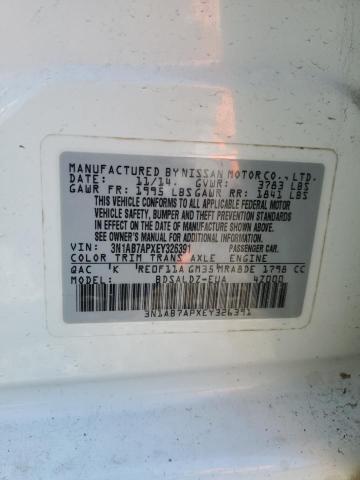 MANUFACTURED BY NISSAN MOTOR CO., LTD.
DATE: 11/14 GVWR: 3783 LBS
GAWR FR: 1995 LBS GAWR RR: 1841 LBS
THIS VEHICLE CONFORMS TO ALL APPLICABLE FEDERAL MOTOR
VEHICLE SAFETY, BUMPER AND THEFT PREVENTION STANDARDS
IN EFFECT ON THE DATE OF MANUFACTURE SHOWN ABOVE.
SEE OWNER'S MANUAL FOR ADDITIONAL INFORMATION
VIN: 3N1AB7APXEY326391 PASSENGER CAR
COLOR TRIM TRANS AXLE ENGINE
QAC K RE0F11A GM35 MRA8DE 1798 CC
MODEL: BDSALDZ-EUA 4Z000
3N1AB7APXEY326391